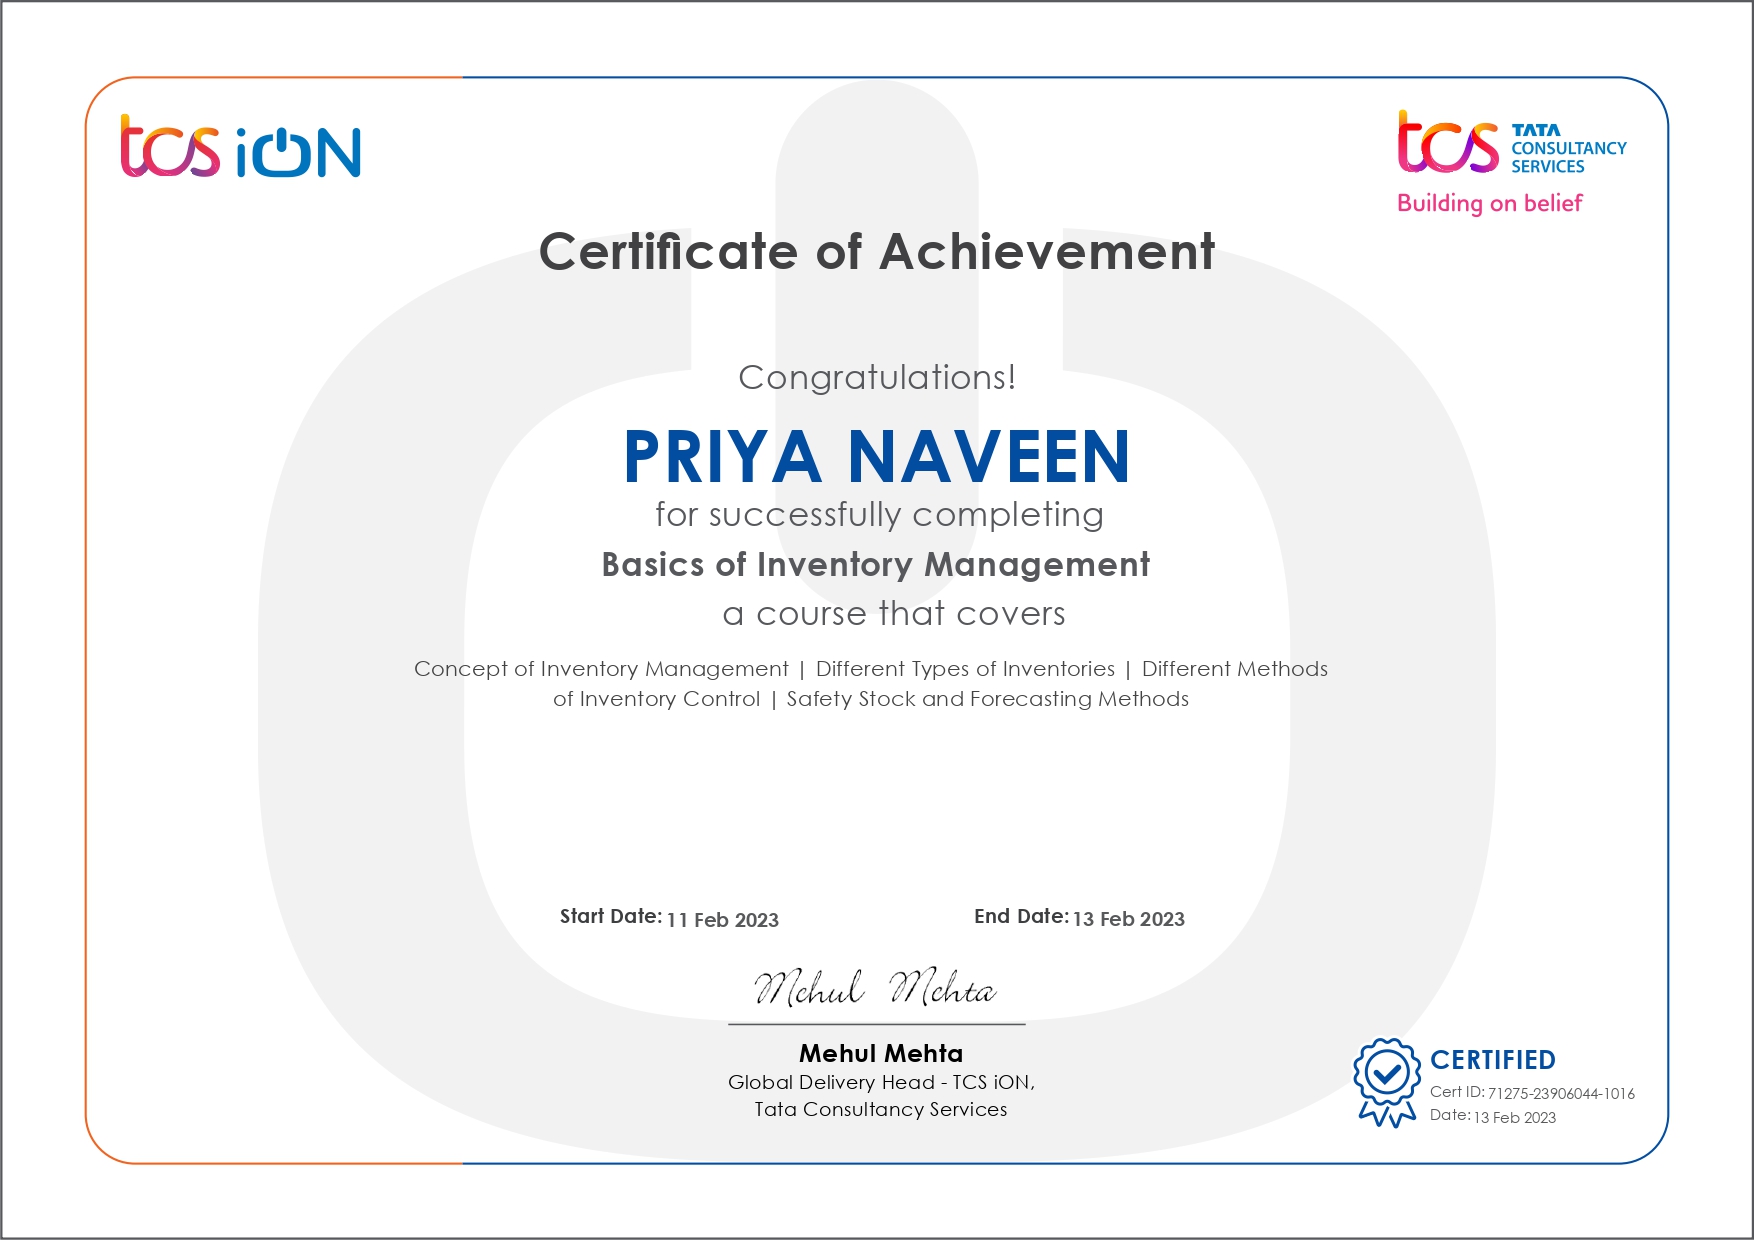 tcs iON
tcs TATA
CONSULTANCY
SERVICES
Building on belief
Certificate of Achievement
Congratulations!
PRIYA NAVEEN
for successfully completing
Basics of Inventory Management
a course that covers
Concept of Inventory Management | Different Types of Inventories | Different Methods
of Inventory Control | Safety Stock and Forecasting Methods
Start Date: 11 Feb 2023 End Date: 13 Feb 2023
Mehul Mehta
Mehul Mehta
Global Delivery Head - TCS iON,
Tata Consultancy Services
CERTIFIED
Cert ID: 71275-23906044-1016
Date: 13 Feb 2023